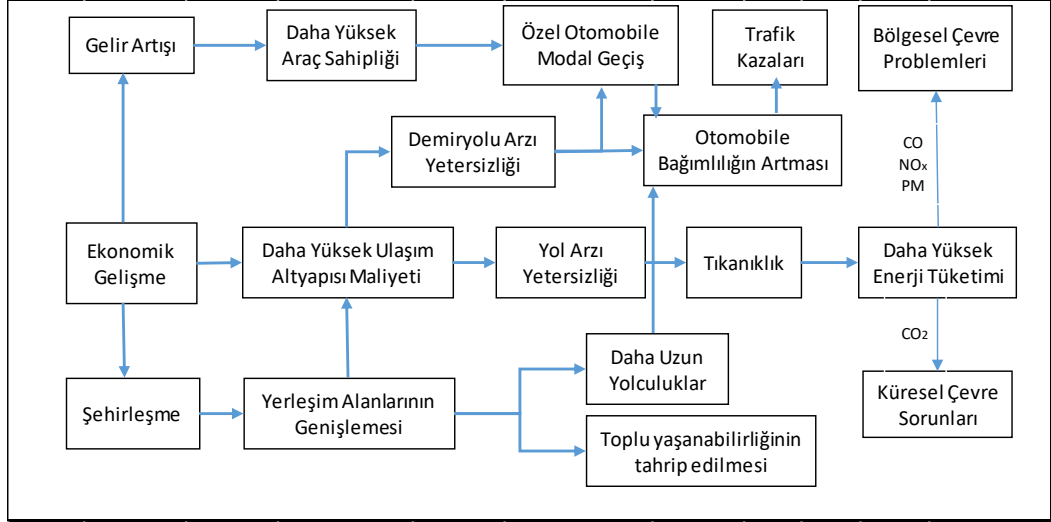 Gelir Artışı
Daha Yüksek
Araç Sahipliği
Özel Otomobile
Modal Geçiş
Trafik
Kazaları
Bölgesel Çevre
Problemleri
Demiryolu Arzı
Yetersizliği
Otomobile
Bağımlılığın Artması
CO
NOx
PM
Ekonomik
Gelişme
Daha Yüksek Ulaşım
Altyapısı Maliyeti
Yol Arzı
Yetersizliği
Tıkanıklık
Daha Yüksek
Enerji Tüketimi
CO2
Şehirleşme
Yerleşim Alanlarının
Genişlemesi
Daha Uzun
Yolculuklar
Küresel Çevre
Sorunları
Toplu yaşanabilirliğinin
tahrip edilmesi